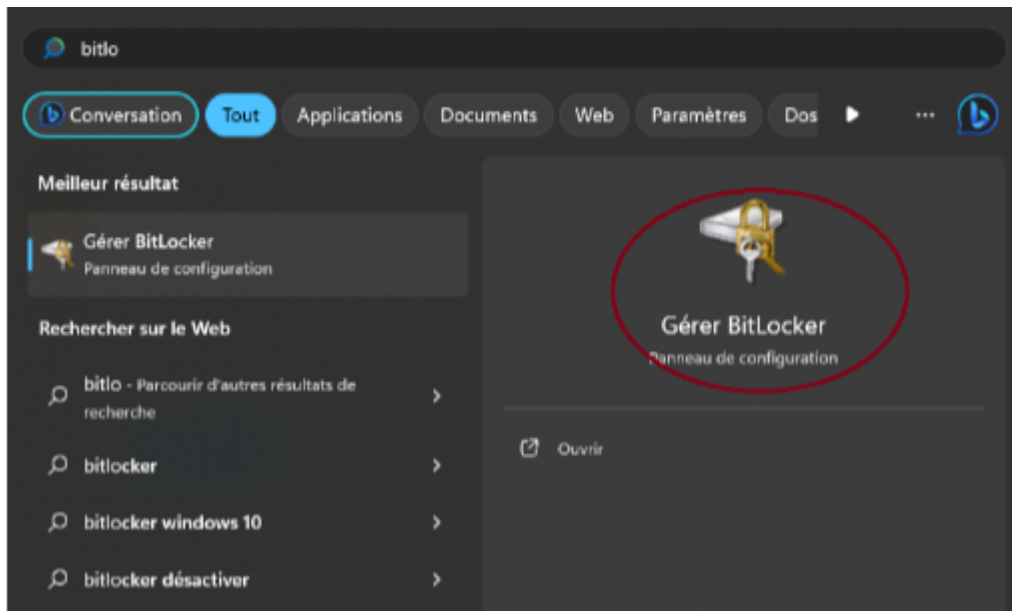 bitlo
Conversation Tout Applications Documents Web Paramètres Dos ...
Meilleur résultat
Gérer BitLocker
Panneau de configuration
Rechercher sur le Web
bitlo - Parcourir d'autres résultats de
recherche
bitlocker
bitlocker windows 10
bitlocker désactiver
Gérer BitLocker
Panneau de configuration
Ouvrir